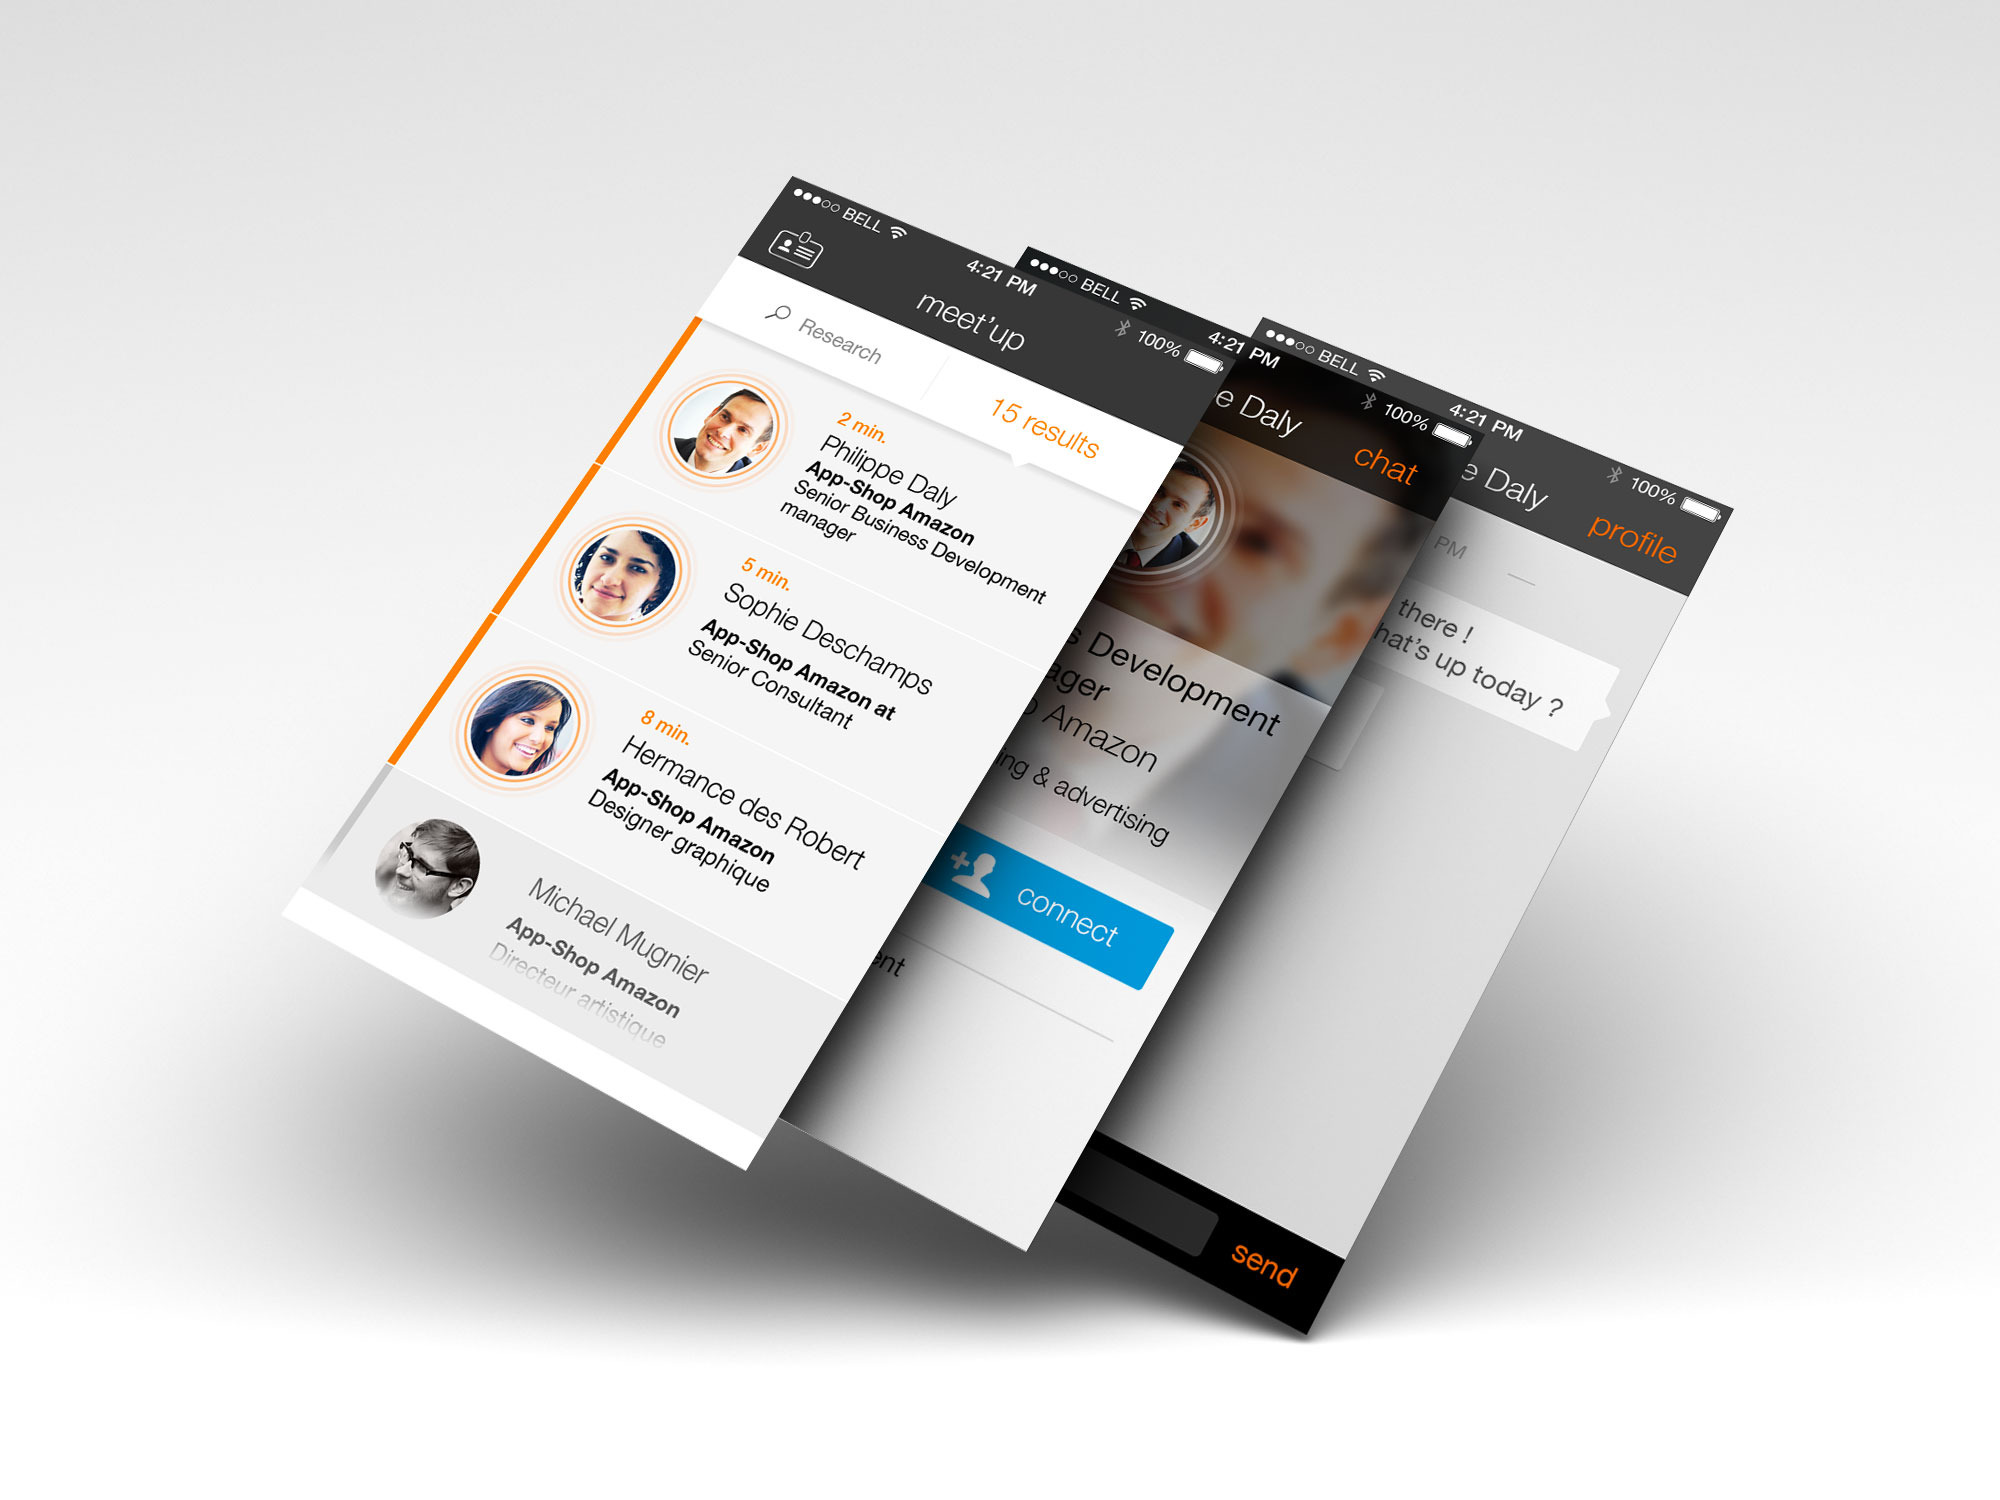 BELL
4:21 PM
100%
meet'up
Research
15 results
2 min.
Philippe Daly
App-Shop Amazon
Senior Business Development
manager
5 min.
Sophie Deschamps
App-Shop Amazon at
Senior Consultant
8 min.
Hermance des Robert
App-Shop Amazon
Designer graphique
Michael Mugnier
App-Shop Amazon
Directeur artistique
BELL
4:21 PM
100%
e Daly
chat
s Development
ager
Amazon
ing & advertising
connect
ent
BELL
4:21 PM
100%
e Daly
profile
PM
there !
hat's up today ?
send